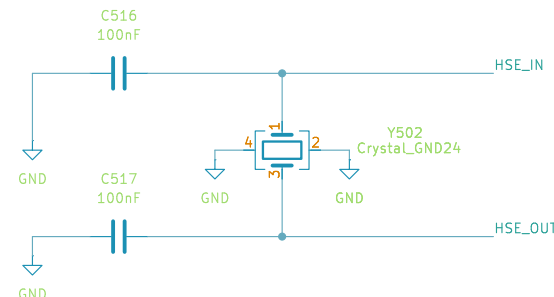 C516
100nF
HSE_IN
GND
1
4
2
3
Y502
Crystal_GND24
GND
GND
C517
100nF
HSE_OUT
GND